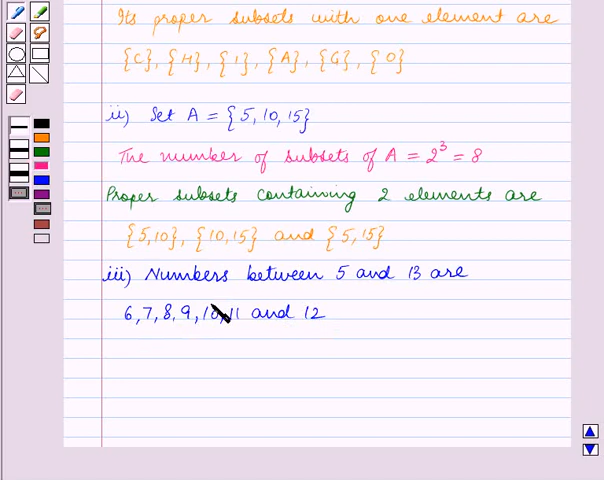 Its proper subsets with one element are
{C}, {H}, {I}, {A}, {G}, {O}
ii) Set A = {5, 10, 15}
The number of subsets of A = 2³ = 8
Proper subsets containing 2 elements are
{5,10}, {10,15} and {5,15}
iii) Numbers between 5 and 13 are
6, 7, 8, 9, 10, 11 and 12